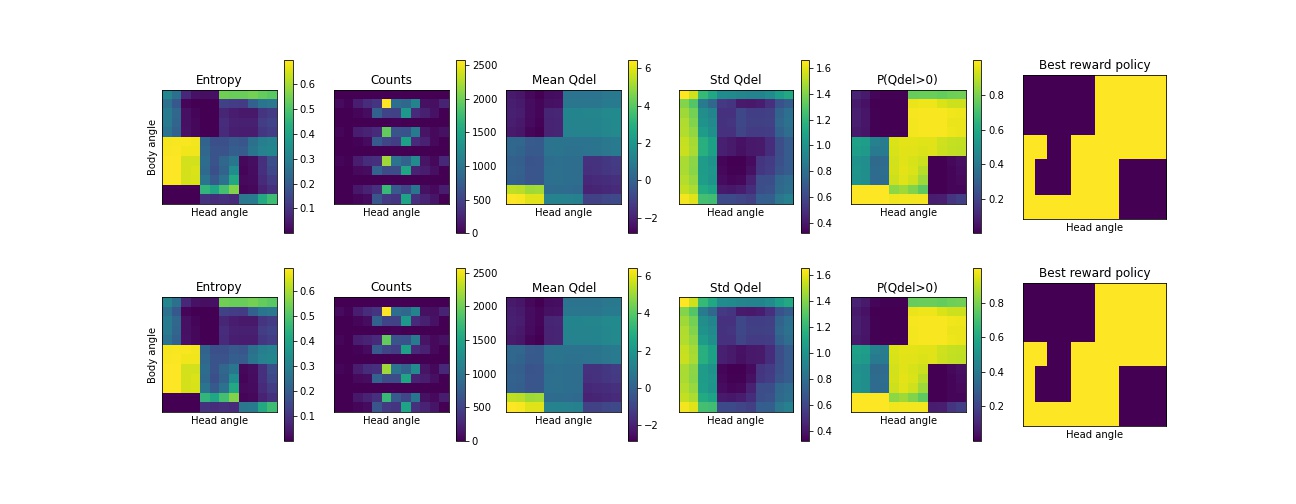 Entropy
Counts
Mean Qdel
Std Qdel
P(Qdel>0)
Best reward policy
Body angle
Head angle
Head angle
Head angle
Head angle
Head angle
0.6
0.5
0.4
0.3
0.2
0.1
2500
2000
1500
1000
500
0
6
4
2
0
−2
1.6
1.4
1.2
1.0
0.8
0.6
0.4
0.8
0.6
0.4
0.2
Entropy
Counts
Mean Qdel
Std Qdel
P(Qdel>0)
Best reward policy
Body angle
Head angle
Head angle
Head angle
Head angle
Head angle
0.6
0.5
0.4
0.3
0.2
0.1
2500
2000
1500
1000
500
0
6
4
2
0
−2
1.6
1.4
1.2
1.0
0.8
0.6
0.4
0.8
0.6
0.4
0.2